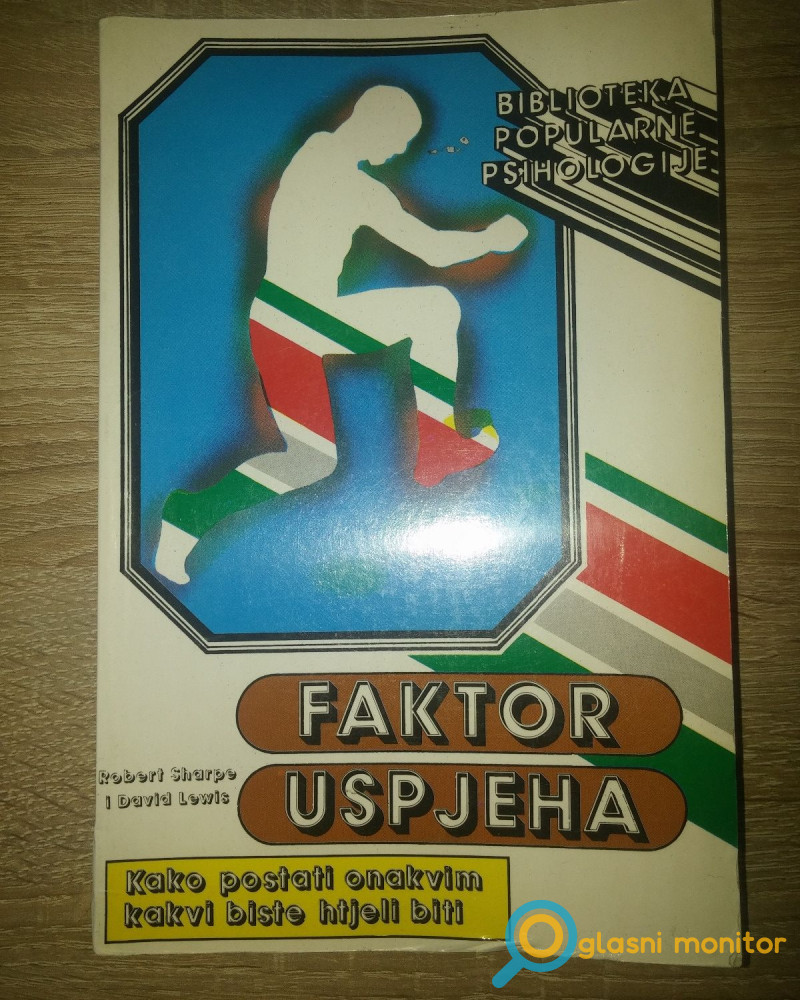 BIBLIOTEKA
POPULARNE
PSIHOLOGIJE
FAKTOR
USPJEHA
Robert Sharpe
i David Lewis
Kako postati onakvim
kakvi biste htjeli biti
Oglasni monitor